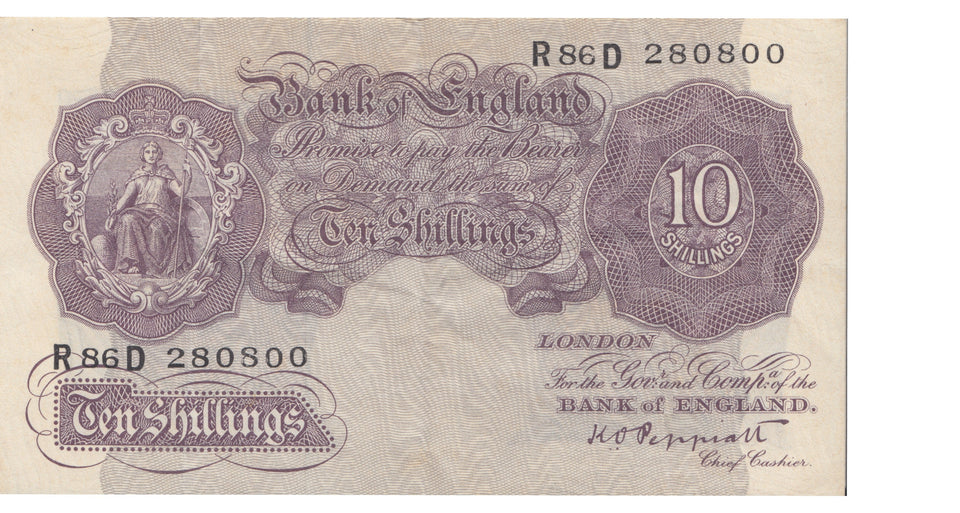 R86D 280800
Bank of England
Promise to pay the Bearer
on Demand the sum of
Ten Shillings
10
SHILLINGS
R86D 280800
Ten Shillings
LONDON
For the Govr. and Compa. of the
BANK of ENGLAND.
K O Peppiatt
Chief Cashier.